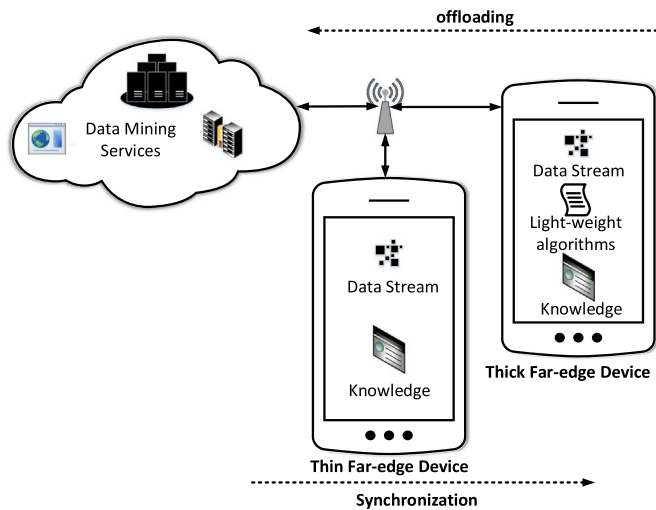 offloading
Data Mining
Services
Data Stream
Light-weight
algorithms
Knowledge
Thick Far-edge Device
Data Stream
Knowledge
Thin Far-edge Device
Synchronization